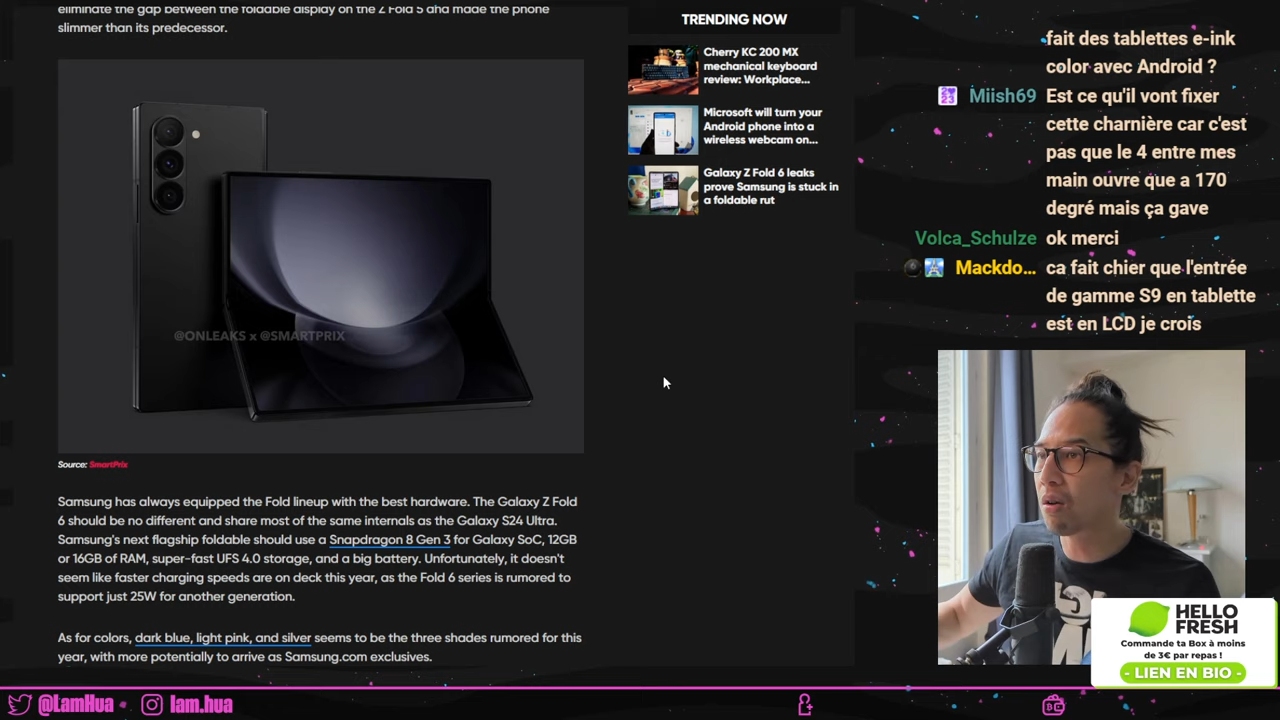 eliminate the gap between the foldable display on the Z Fold 5 and made the phone
slimmer than its predecessor.
@ONLEAKS x @SMARTPRIX
Source: SmartPrix
Samsung has always equipped the Fold lineup with the best hardware. The Galaxy Z Fold
6 should be no different and share most of the same internals as the Galaxy S24 Ultra.
Samsung's next flagship foldable should use a Snapdragon 8 Gen 3 for Galaxy SoC, 12GB
or 16GB of RAM, super-fast UFS 4.0 storage, and a big battery. Unfortunately, it doesn't
seem like faster charging speeds are on deck this year, as the Fold 6 series is rumored to
support just 25W for another generation.
As for colors, dark blue, light pink, and silver seems to be the three shades rumored for this
year, with more potentially to arrive as Samsung.com exclusives.
TRENDING NOW
Cherry KC 200 MX
mechanical keyboard
review: Workplace...
Microsoft will turn your
Android phone into a
wireless webcam on...
Galaxy Z Fold 6 leaks
prove Samsung is stuck in
a foldable rut
fait des tablettes e-ink
color avec Android ?
Miish69 Est ce qu'il vont fixer
cette charnière car c'est
pas que le 4 entre mes
main ouvre que a 170
degré mais ça gave
Volca_Schulze ok merci
Mackdo... ca fait chier que l'entrée
de gamme S9 en tablette
est en LCD je crois
HELLO
FRESH
Commande ta Box à moins
de 3€ par repas !
- LIEN EN BIO -
@LamHua
lam.hua